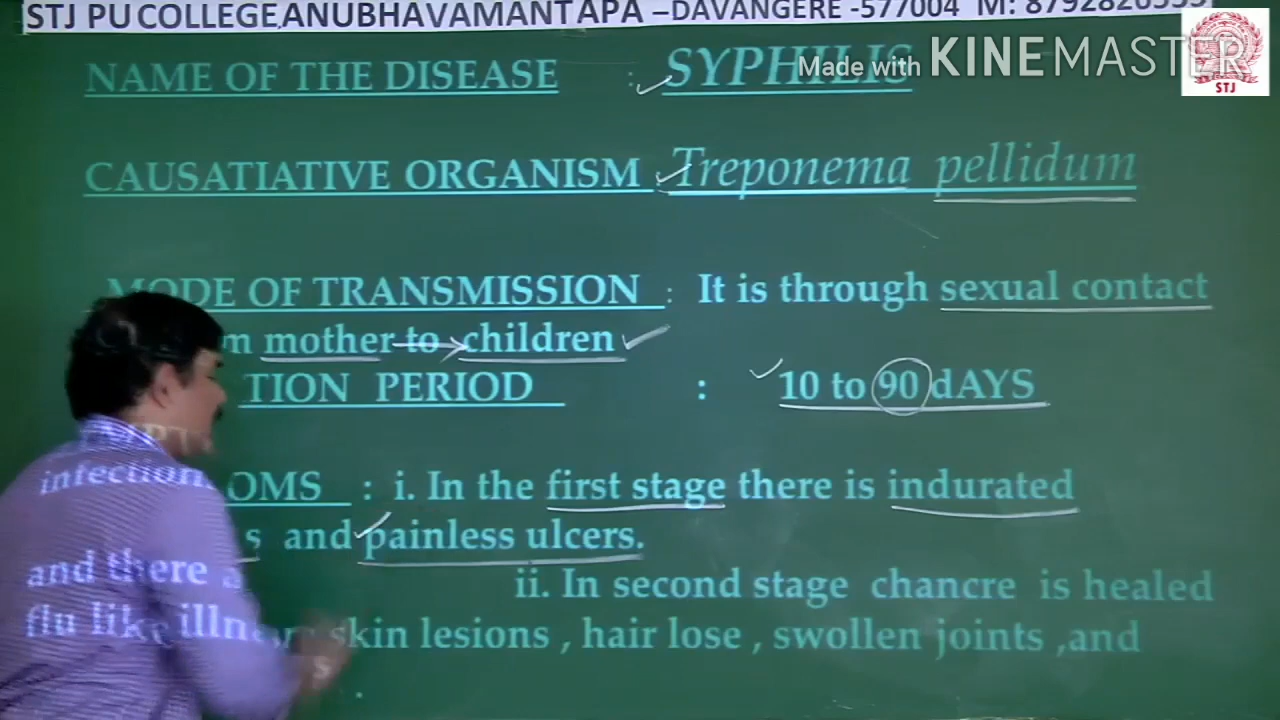 STJ PU COLLEGE,ANUBHAVAMANTAPA –DAVANGERE -577004 M: 8792820555
Made with KINEMASTER
STJ
NAME OF THE DISEASE : SYPHILIS
CAUSATIATIVE ORGANISM Treponema pellidum
MODE OF TRANSMISSION : It is through sexual contact
mother to children
TION PERIOD : 10 to 90 dAYS
OMS : i. In the first stage there is indurated
s and painless ulcers.
ii. In second stage chancre is healed
and there a
flu like illness skin lesions , hair lose , swollen joints ,and
infection